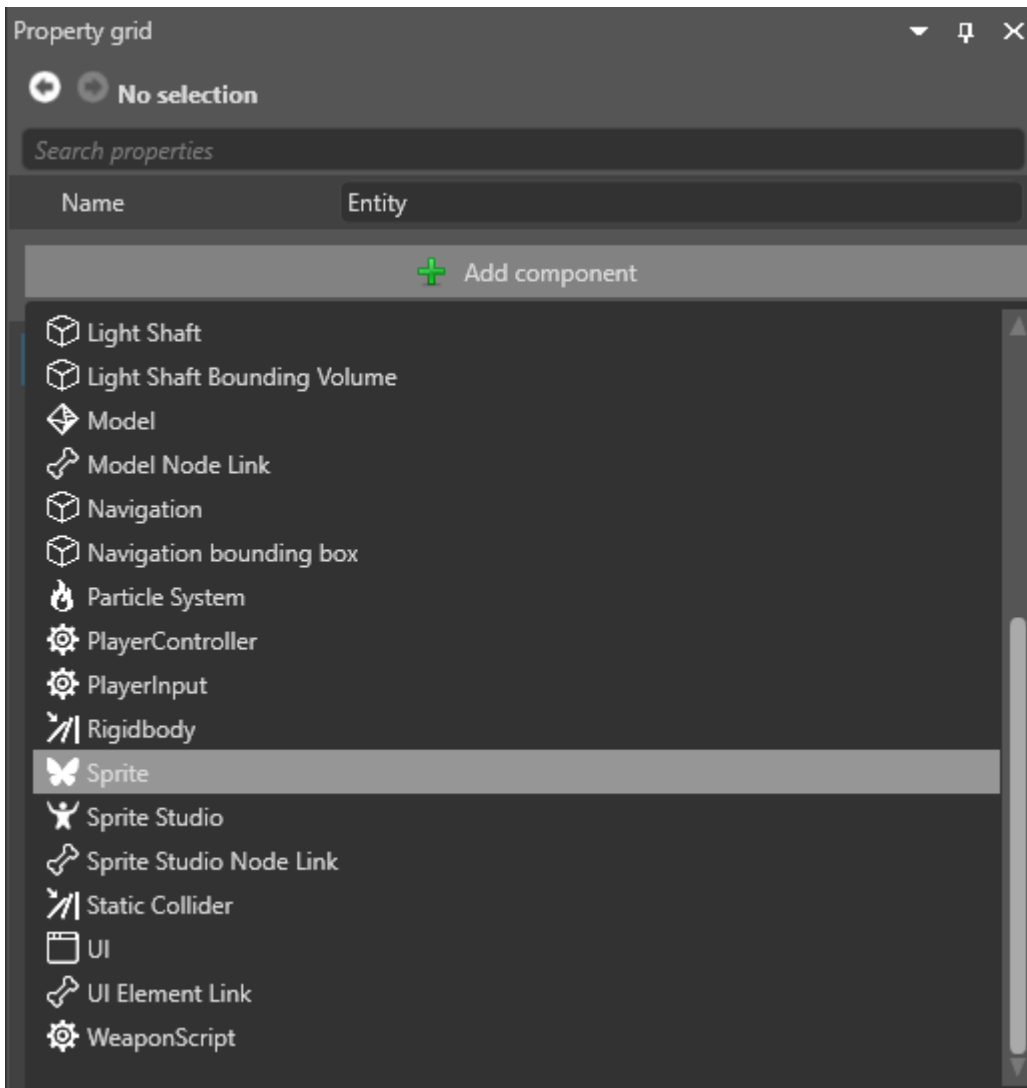 Property grid
No selection
Search properties
Name Entity
Add component
Light Shaft
Light Shaft Bounding Volume
Model
Model Node Link
Navigation
Navigation bounding box
Particle System
PlayerController
PlayerInput
Rigidbody
Sprite
Sprite Studio
Sprite Studio Node Link
Static Collider
UI
UI Element Link
WeaponScript